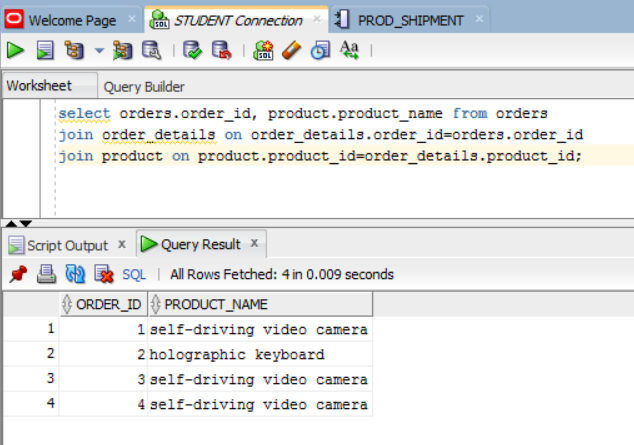 Welcome Page × STUDENT Connection × PROD_SHIPMENT ×
Worksheet Query Builder
select orders.order_id, product.product_name from orders
join order_details on order_details.order_id=orders.order_id
join product on product.product_id=order_details.product_id;
Script Output x Query Result x
SQL | All Rows Fetched: 4 in 0.009 seconds
ORDER_ID PRODUCT_NAME
1 1 self-driving video camera
2 2 holographic keyboard
3 3 self-driving video camera
4 4 self-driving video camera